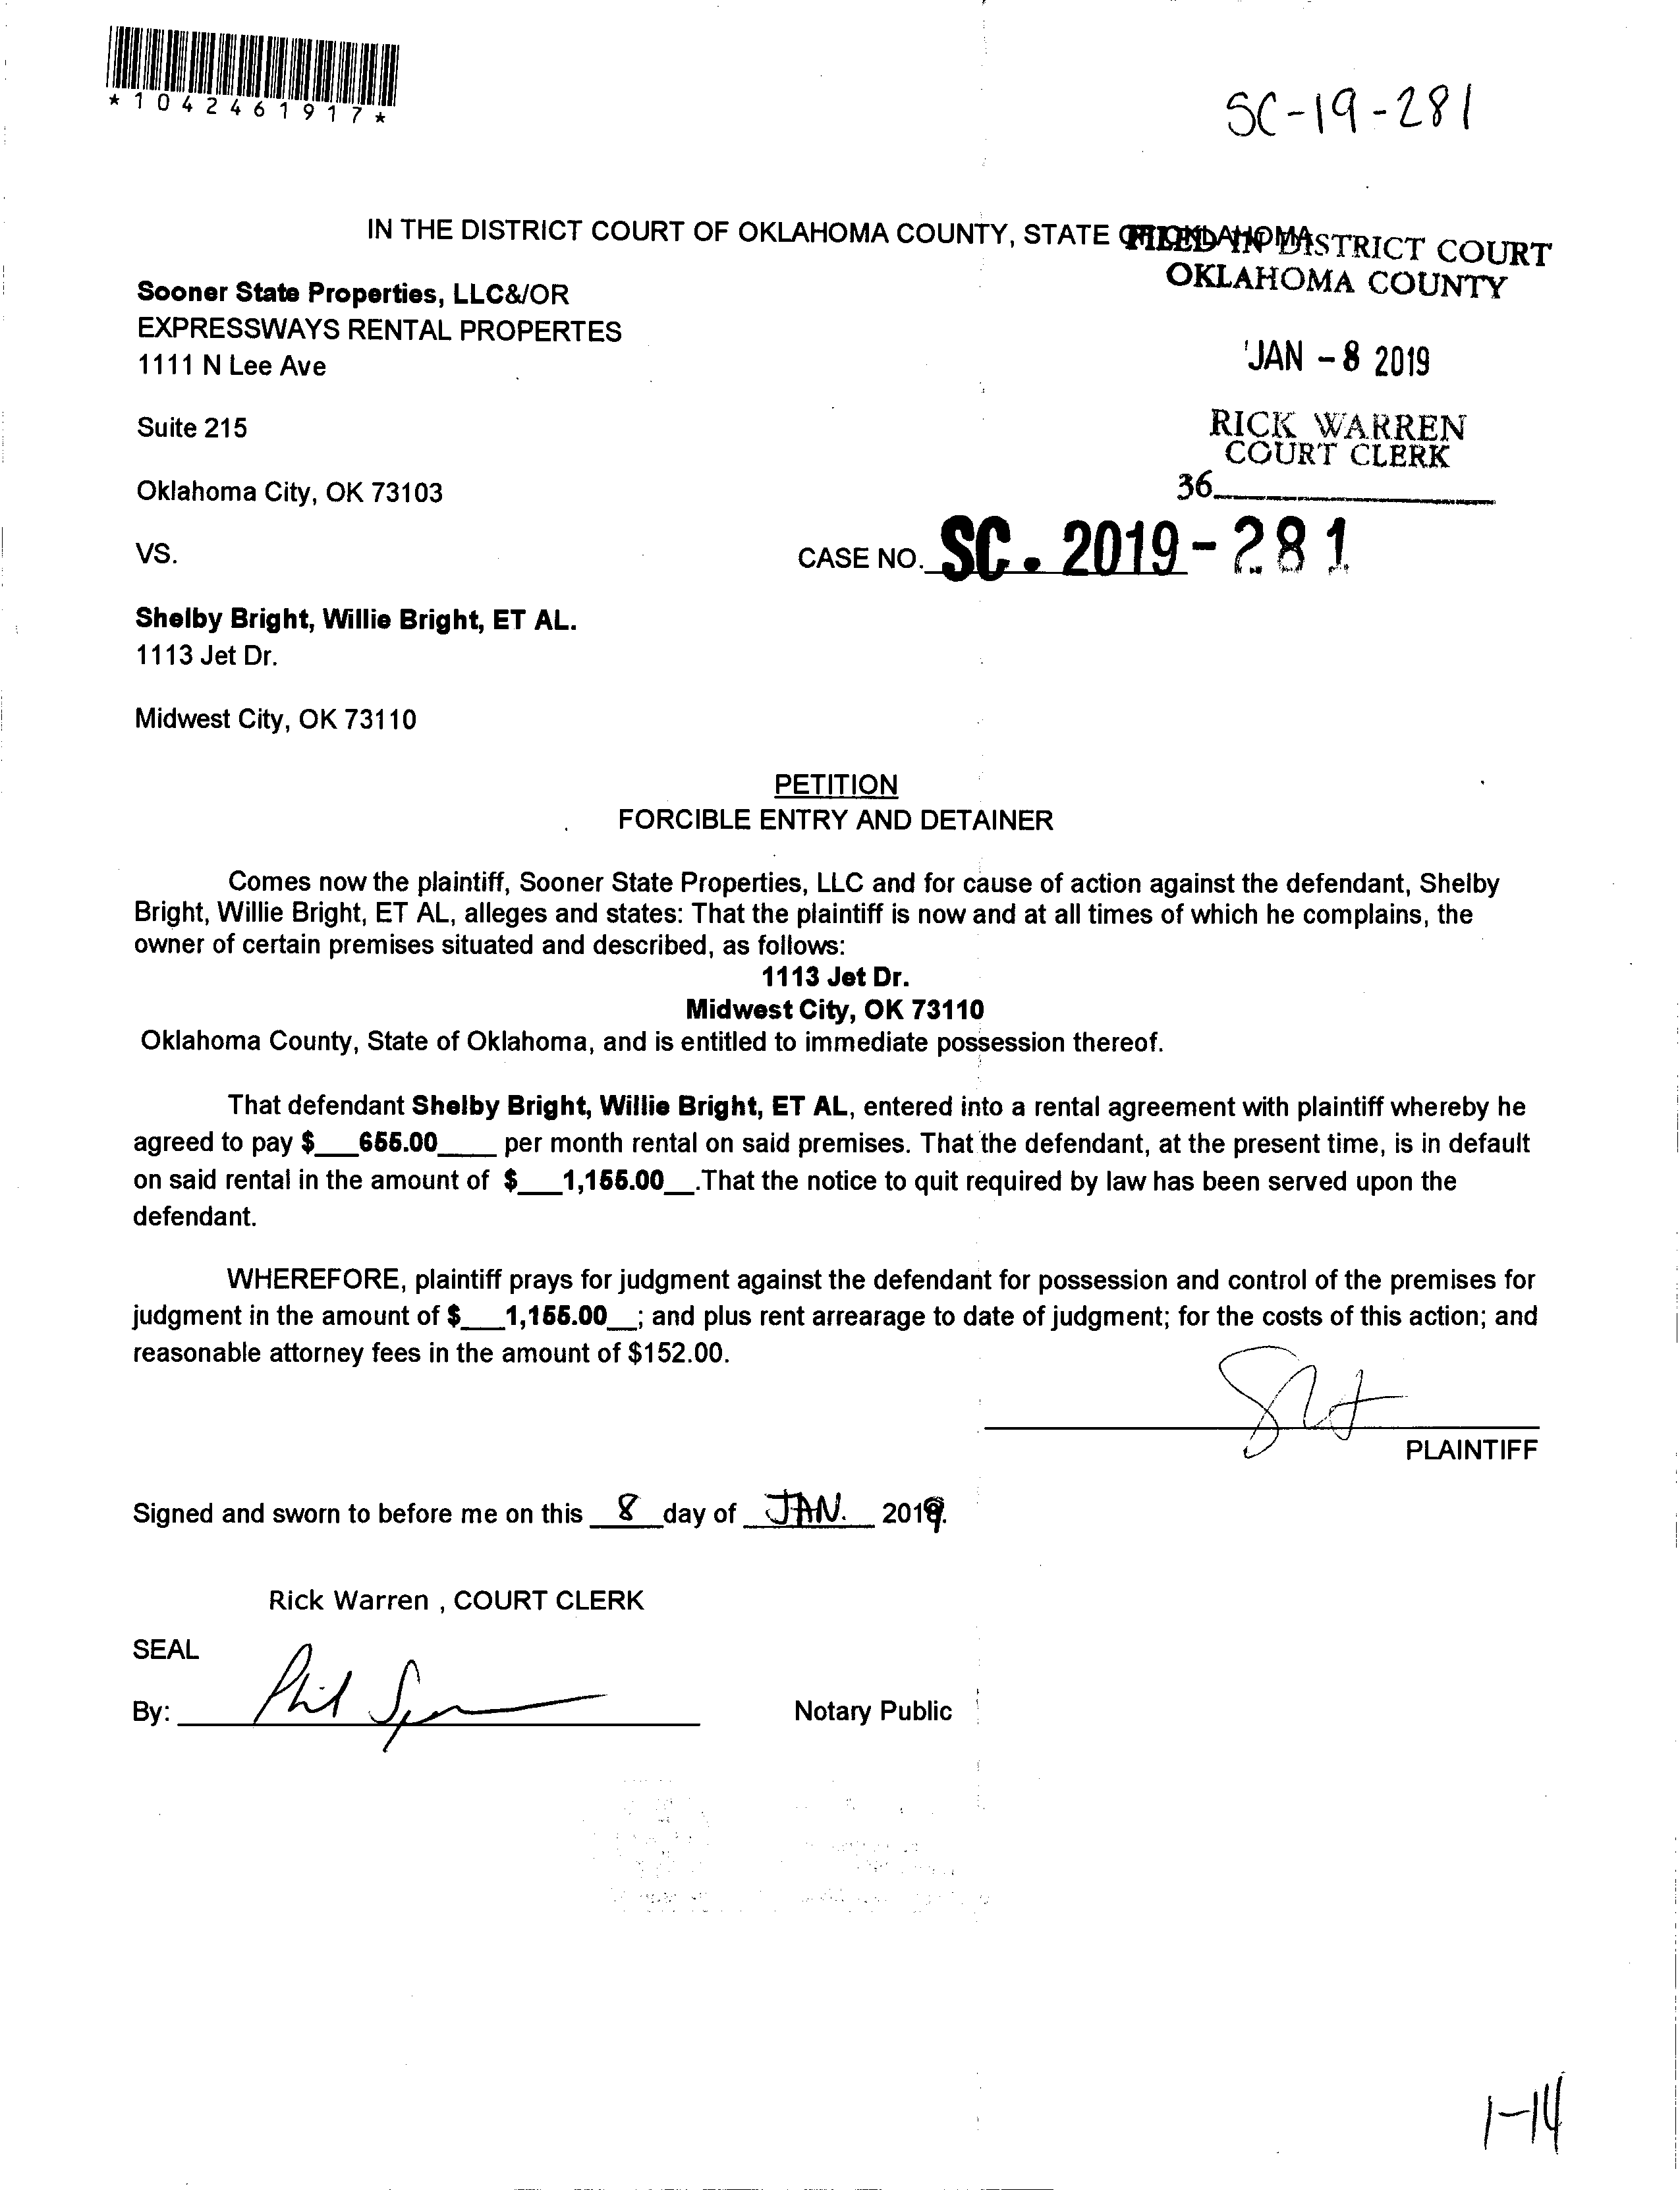 *1042461917*
SC-19-281
IN THE DISTRICT COURT OF OKLAHOMA COUNTY, STATE OF OKLAHOMA
FILED IN DISTRICT COURT
OKLAHOMA COUNTY
JAN - 8 2019
RICK WARREN
COURT CLERK
36
Sooner State Properties, LLC&/OR
EXPRESSWAYS RENTAL PROPERTES
1111 N Lee Ave
Suite 215
Oklahoma City, OK 73103
VS.
CASE NO. SC. 2019-281
Shelby Bright, Willie Bright, ET AL.
1113 Jet Dr.
Midwest City, OK 73110
PETITION
FORCIBLE ENTRY AND DETAINER
Comes now the plaintiff, Sooner State Properties, LLC and for cause of action against the defendant, Shelby
Bright, Willie Bright, ET AL, alleges and states: That the plaintiff is now and at all times of which he complains, the
owner of certain premises situated and described, as follows:
1113 Jet Dr.
Midwest City, OK 73110
Oklahoma County, State of Oklahoma, and is entitled to immediate possession thereof.
That defendant Shelby Bright, Willie Bright, ET AL, entered into a rental agreement with plaintiff whereby he
agreed to pay $___655.00____ per month rental on said premises. That the defendant, at the present time, is in default
on said rental in the amount of $___1,155.00__.That the notice to quit required by law has been served upon the
defendant.
WHEREFORE, plaintiff prays for judgment against the defendant for possession and control of the premises for
judgment in the amount of $___1,155.00__; and plus rent arrearage to date of judgment; for the costs of this action; and
reasonable attorney fees in the amount of $152.00.
PLAINTIFF
Signed and sworn to before me on this 8 day of JAN. 2019.
Rick Warren , COURT CLERK
SEAL
By: Phil
Notary Public
1-14